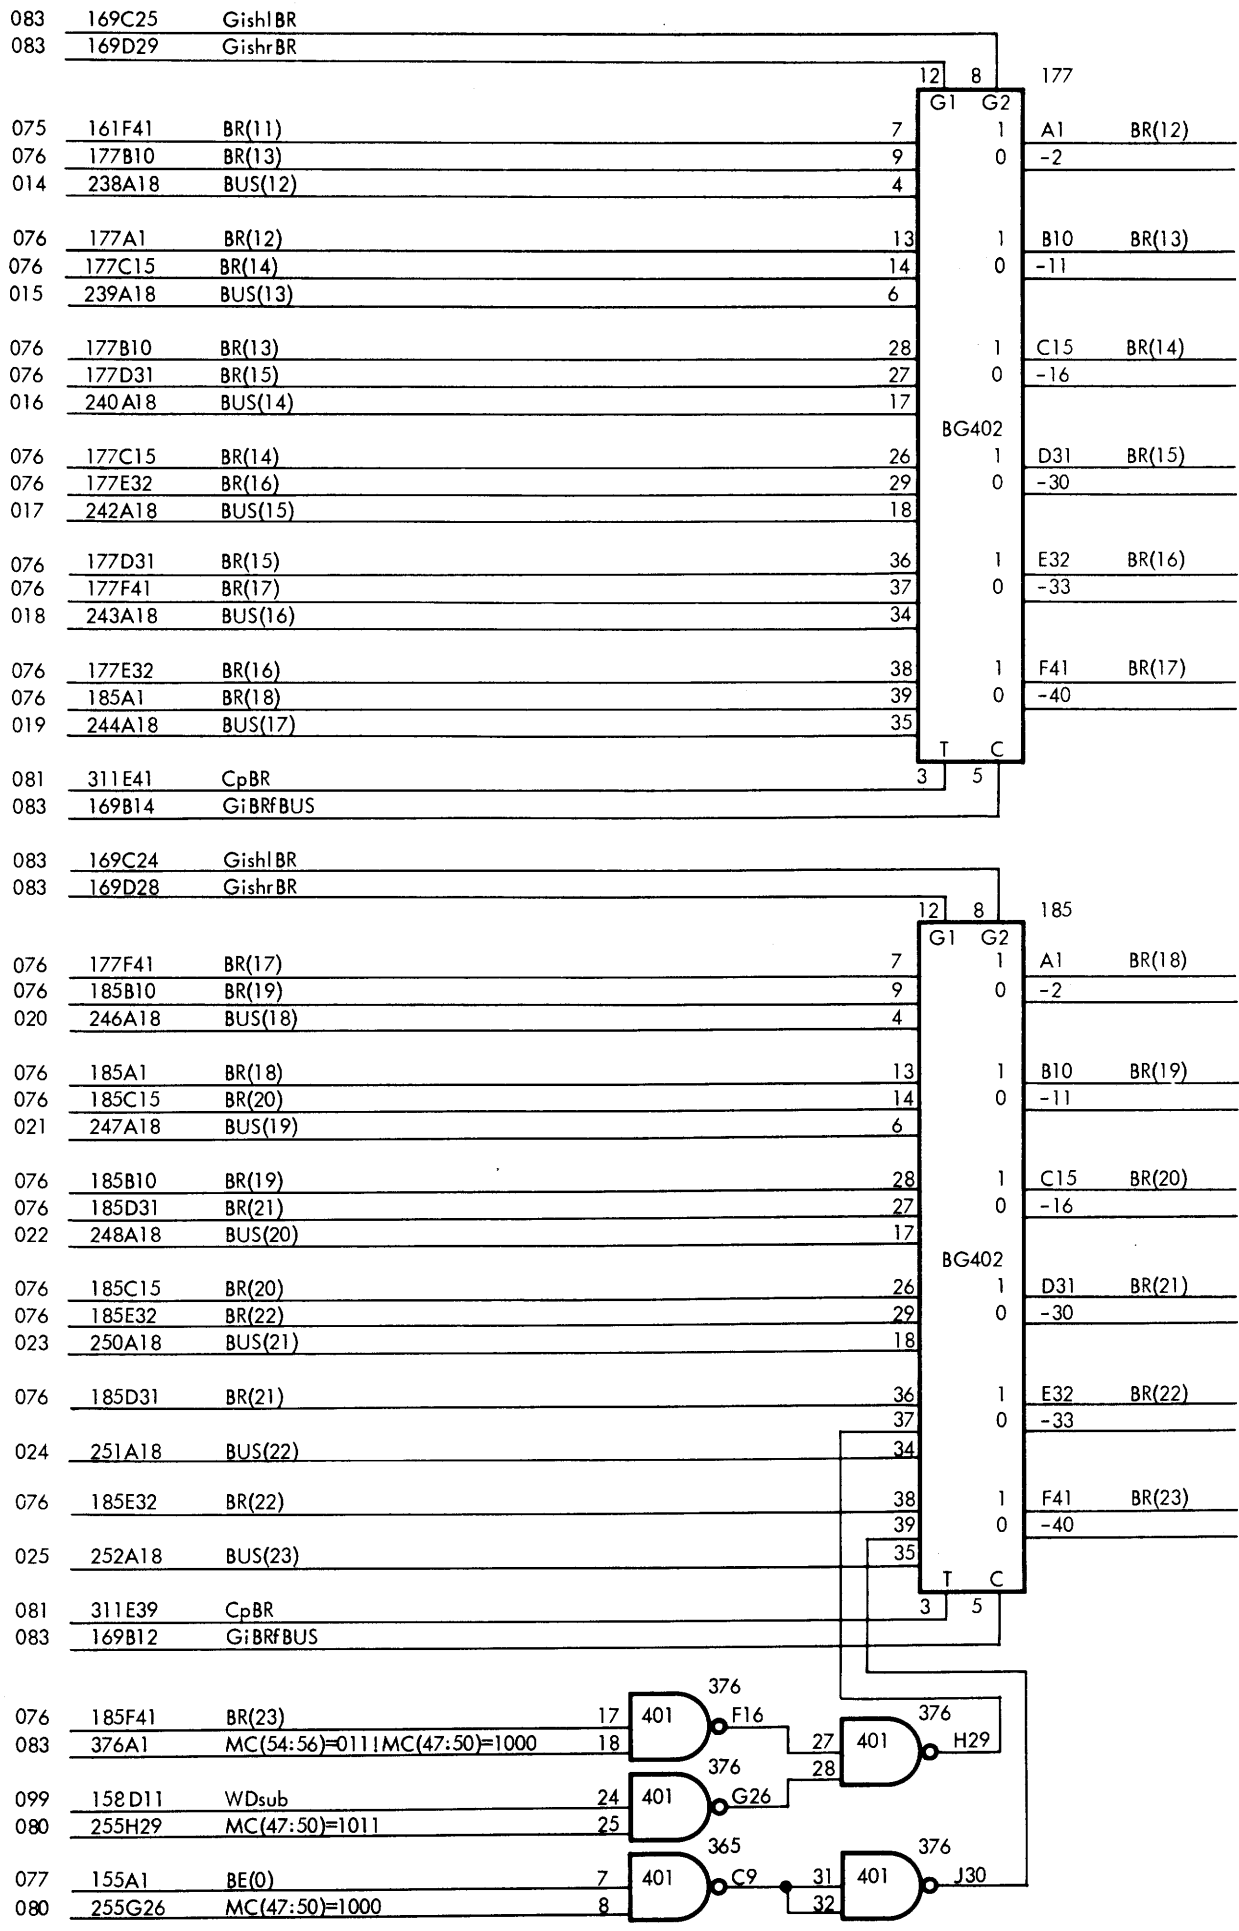 083 169C25 GishlBR
083 169D29 GishrBR
12 8 177
G1 G2
075 161F41 BR(11) 7 1 A1 BR(12)
076 177B10 BR(13) 9 0 -2
014 238A18 BUS(12) 4
076 177A1 BR(12) 13 1 B10 BR(13)
076 177C15 BR(14) 14 0 -11
015 239A18 BUS(13) 6
076 177B10 BR(13) 28 1 C15 BR(14)
076 177D31 BR(15) 27 0 -16
016 240A18 BUS(14) 17
BG402
076 177C15 BR(14) 26 1 D31 BR(15)
076 177E32 BR(16) 29 0 -30
017 242A18 BUS(15) 18
076 177D31 BR(15) 36 1 E32 BR(16)
076 177F41 BR(17) 37 0 -33
018 243A18 BUS(16) 34
076 177E32 BR(16) 38 1 F41 BR(17)
076 185A1 BR(18) 39 0 -40
019 244A18 BUS(17) 35
T C
081 311E41 CpBR 3 5
083 169B14 GiBRfBUS
083 169C24 GishlBR
083 169D28 GishrBR
12 8 185
G1 G2
076 177F41 BR(17) 7 1 A1 BR(18)
076 185B10 BR(19) 9 0 -2
020 246A18 BUS(18) 4
076 185A1 BR(18) 13 1 B10 BR(19)
076 185C15 BR(20) 14 0 -11
021 247A18 BUS(19) 6
076 185B10 BR(19) 28 1 C15 BR(20)
076 185D31 BR(21) 27 0 -16
022 248A18 BUS(20) 17
BG402
076 185C15 BR(20) 26 1 D31 BR(21)
076 185E32 BR(22) 29 0 -30
023 250A18 BUS(21) 18
076 185D31 BR(21) 36 1 E32 BR(22)
37 0 -33
024 251A18 BUS(22) 34
076 185E32 BR(22) 38 1 F41 BR(23)
39 0 -40
025 252A18 BUS(23) 35
T C
081 311E39 CpBR 3 5
083 169B12 GiBRfBUS
376
076 185F41 BR(23) 17 401 F16 376
083 376A1 MC(54:56)=011!MC(47:50)=1000 18 27 401 H29
376 28
099 158D11 WDsub 24 401 G26
080 255H29 MC(47:50)=1011 25
365 376
077 155A1 BE(0) 7 401 C9 31 401 J30
080 255G26 MC(47:50)=1000 8 32